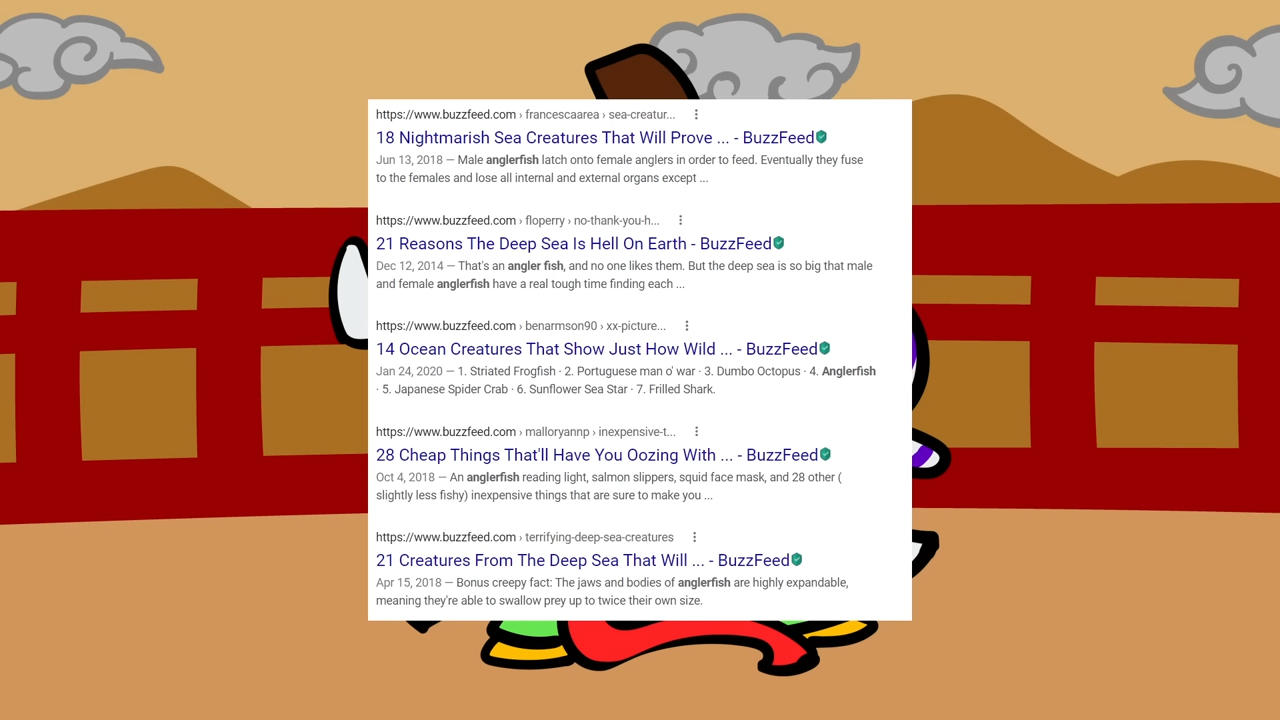 https://www.buzzfeed.com › francescaarea › sea-creatur...
18 Nightmarish Sea Creatures That Will Prove ... - BuzzFeed
Jun 13, 2018 — Male anglerfish latch onto female anglers in order to feed. Eventually they fuse
to the females and lose all internal and external organs except ...
https://www.buzzfeed.com › floperry › no-thank-you-h...
21 Reasons The Deep Sea Is Hell On Earth - BuzzFeed
Dec 12, 2014 — That's an angler fish, and no one likes them. But the deep sea is so big that male
and female anglerfish have a real tough time finding each ...
https://www.buzzfeed.com › benarmson90 › xx-picture...
14 Ocean Creatures That Show Just How Wild ... - BuzzFeed
Jan 24, 2020 — 1. Striated Frogfish · 2. Portuguese man o' war · 3. Dumbo Octopus · 4. Anglerfish
· 5. Japanese Spider Crab · 6. Sunflower Sea Star · 7. Frilled Shark.
https://www.buzzfeed.com › malloryannp › inexpensive-t...
28 Cheap Things That'll Have You Oozing With ... - BuzzFeed
Oct 4, 2018 — An anglerfish reading light, salmon slippers, squid face mask, and 28 other (
slightly less fishy) inexpensive things that are sure to make you ...
https://www.buzzfeed.com › terrifying-deep-sea-creatures
21 Creatures From The Deep Sea That Will ... - BuzzFeed
Apr 15, 2018 — Bonus creepy fact: The jaws and bodies of anglerfish are highly expandable,
meaning they're able to swallow prey up to twice their own size.